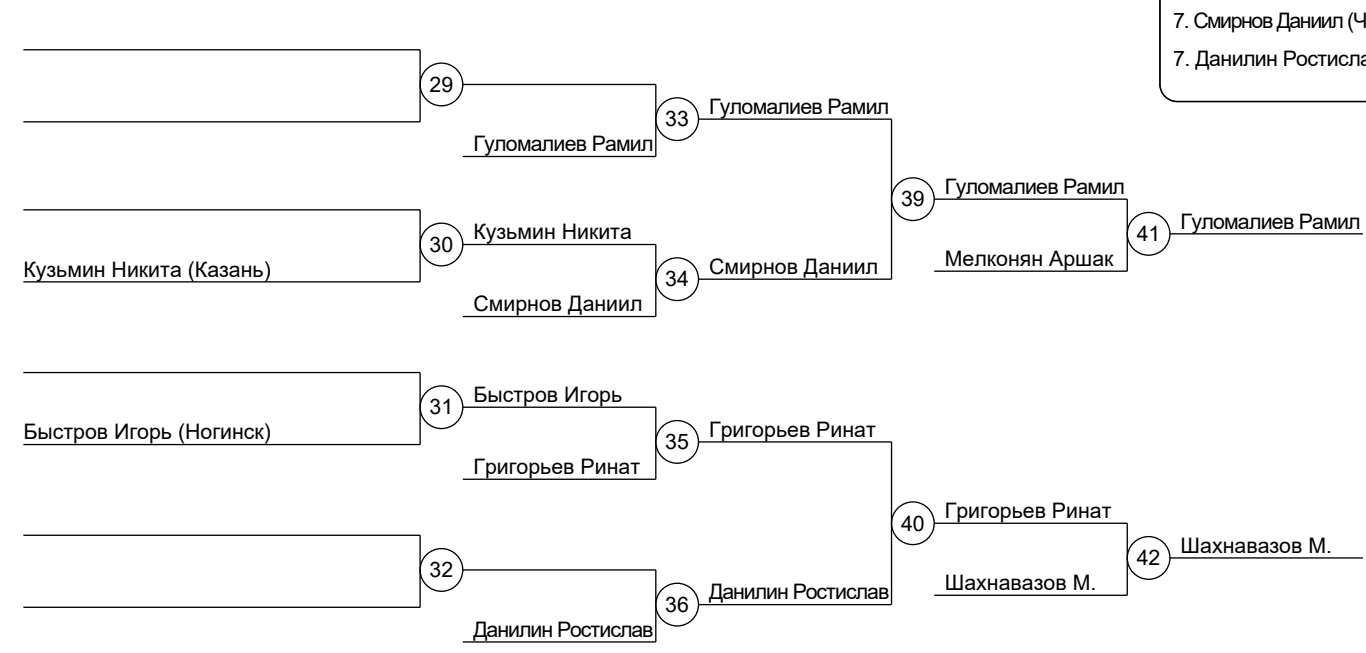 7. Смирнов Даниил (Ч
7. Данилин Ростисла
29
Гуломалиев Рамил
33
Гуломалиев Рамил
39
Гуломалиев Рамил
41
Гуломалиев Рамил
Кузьмин Никита (Казань)
30
Кузьмин Никита
Смирнов Даниил
34
Смирнов Даниил
Мелконян Аршак
Быстров Игорь (Ногинск)
31
Быстров Игорь
Григорьев Ринат
35
Григорьев Ринат
40
Григорьев Ринат
42
Шахнавазов М.
Шахнавазов М.
32
Данилин Ростислав
36
Данилин Ростислав